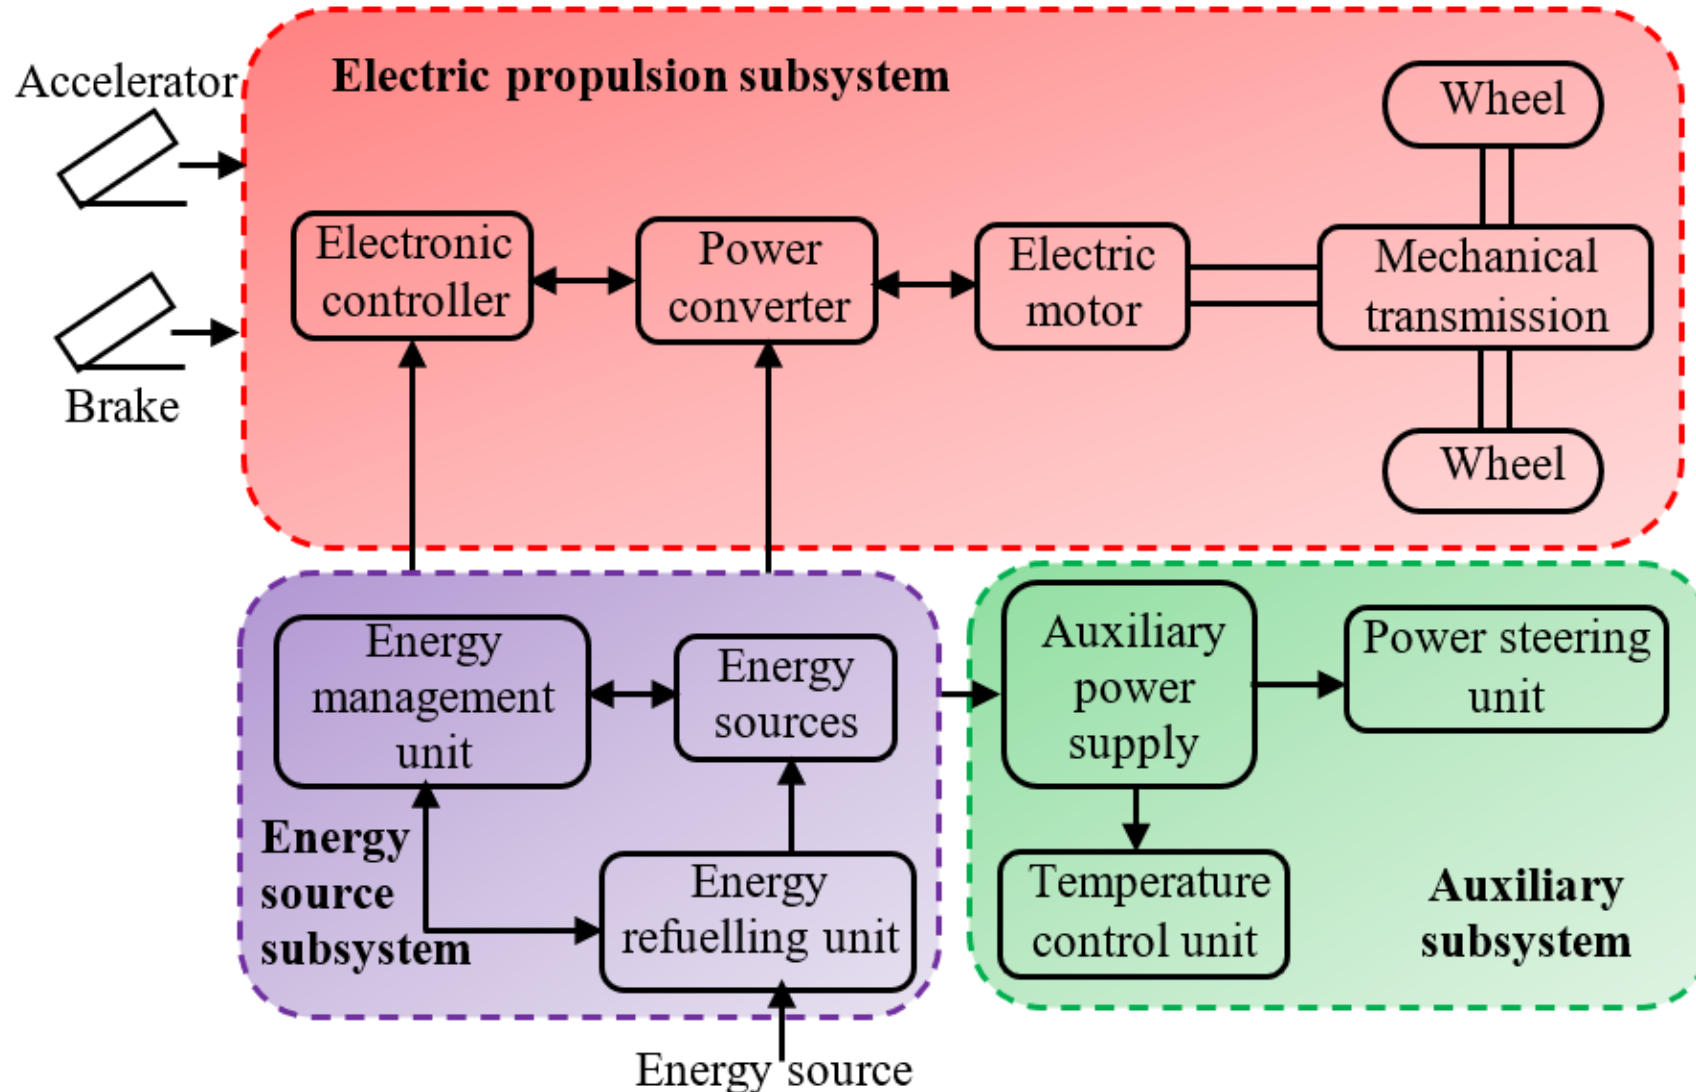 Electric propulsion subsystem
Accelerator
Wheel
Electronic
controller
Power
converter
Electric
motor
Mechanical
transmission
Brake
Wheel
Energy
management
unit
Energy
sources
Auxiliary
power
supply
Power steering
unit
Energy
source
subsystem
Energy
refuelling unit
Temperature
control unit
Auxiliary
subsystem
Energy source